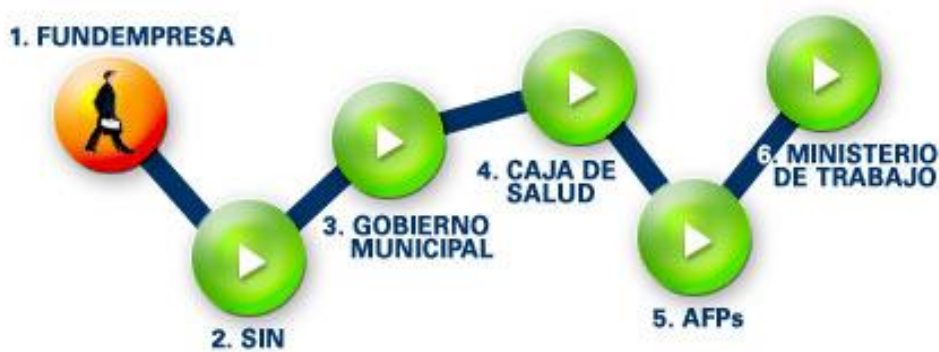 1. FUNDEMPRESA
2. SIN
3. GOBIERNO
MUNICIPAL
4. CAJA DE
SALUD
5. AFPs
6. MINISTERIO
DE TRABAJO